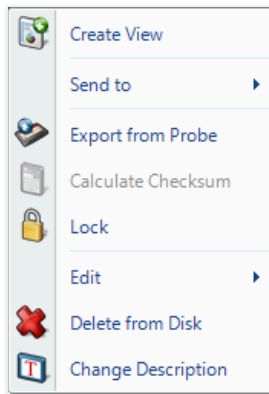 Create View
Send to
Export from Probe
Calculate Checksum
Lock
Edit
Delete from Disk
T
Change Description